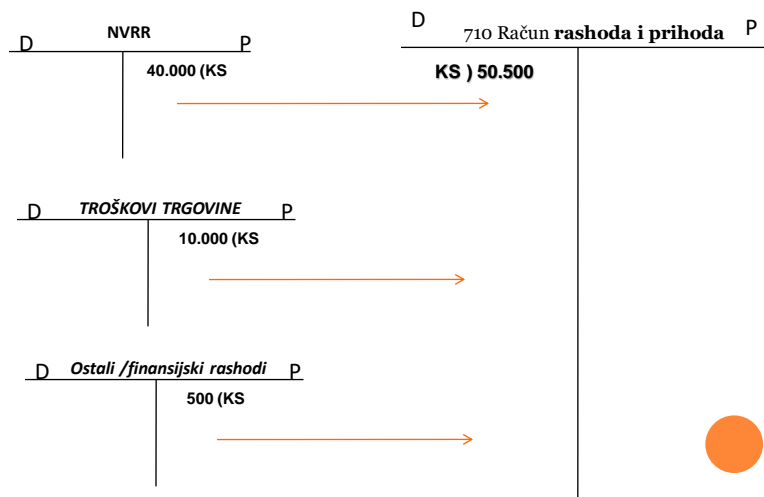 D NVRR P
40.000 (KS
D 710 Račun rashoda i prihoda P
KS ) 50.500
D TROŠKOVI TRGOVINE P
10.000 (KS
D Ostali /finansijski rashodi P
500 (KS